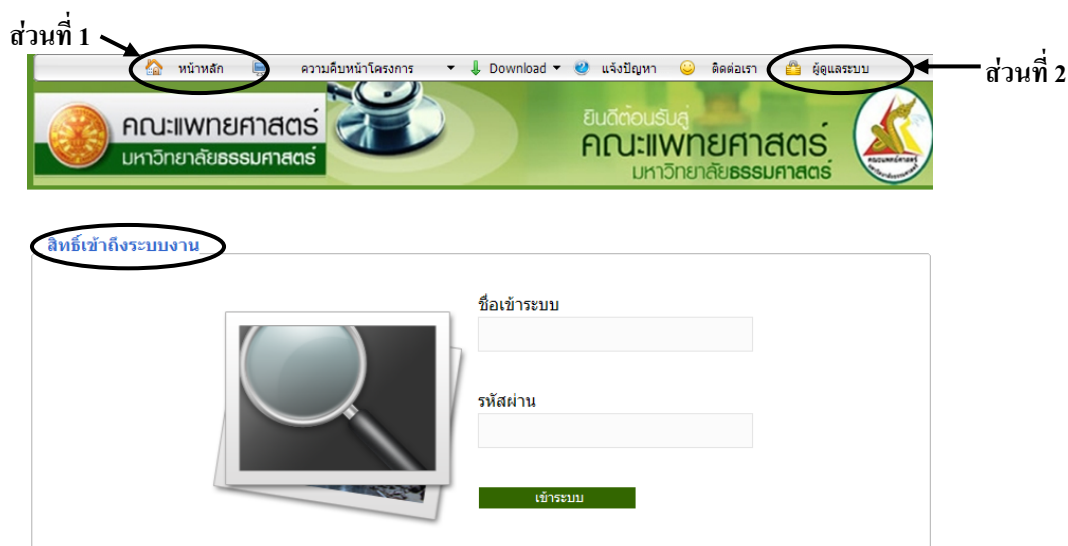 ส่วนที่ 1
หน้าหลัก ความคืบหน้าโครงการ Download แจ้งปัญหา ติดต่อเรา ผู้ดูแลระบบ
ส่วนที่ 2
คณะแพทยศาสตร์
มหาวิทยาลัยธรรมศาสตร์
ยินดีต้อนรับสู่
คณะแพทยศาสตร์
มหาวิทยาลัยธรรมศาสตร์
สิทธิ์เข้าถึงระบบงาน
ชื่อเข้าระบบ
รหัสผ่าน
เข้าระบบ